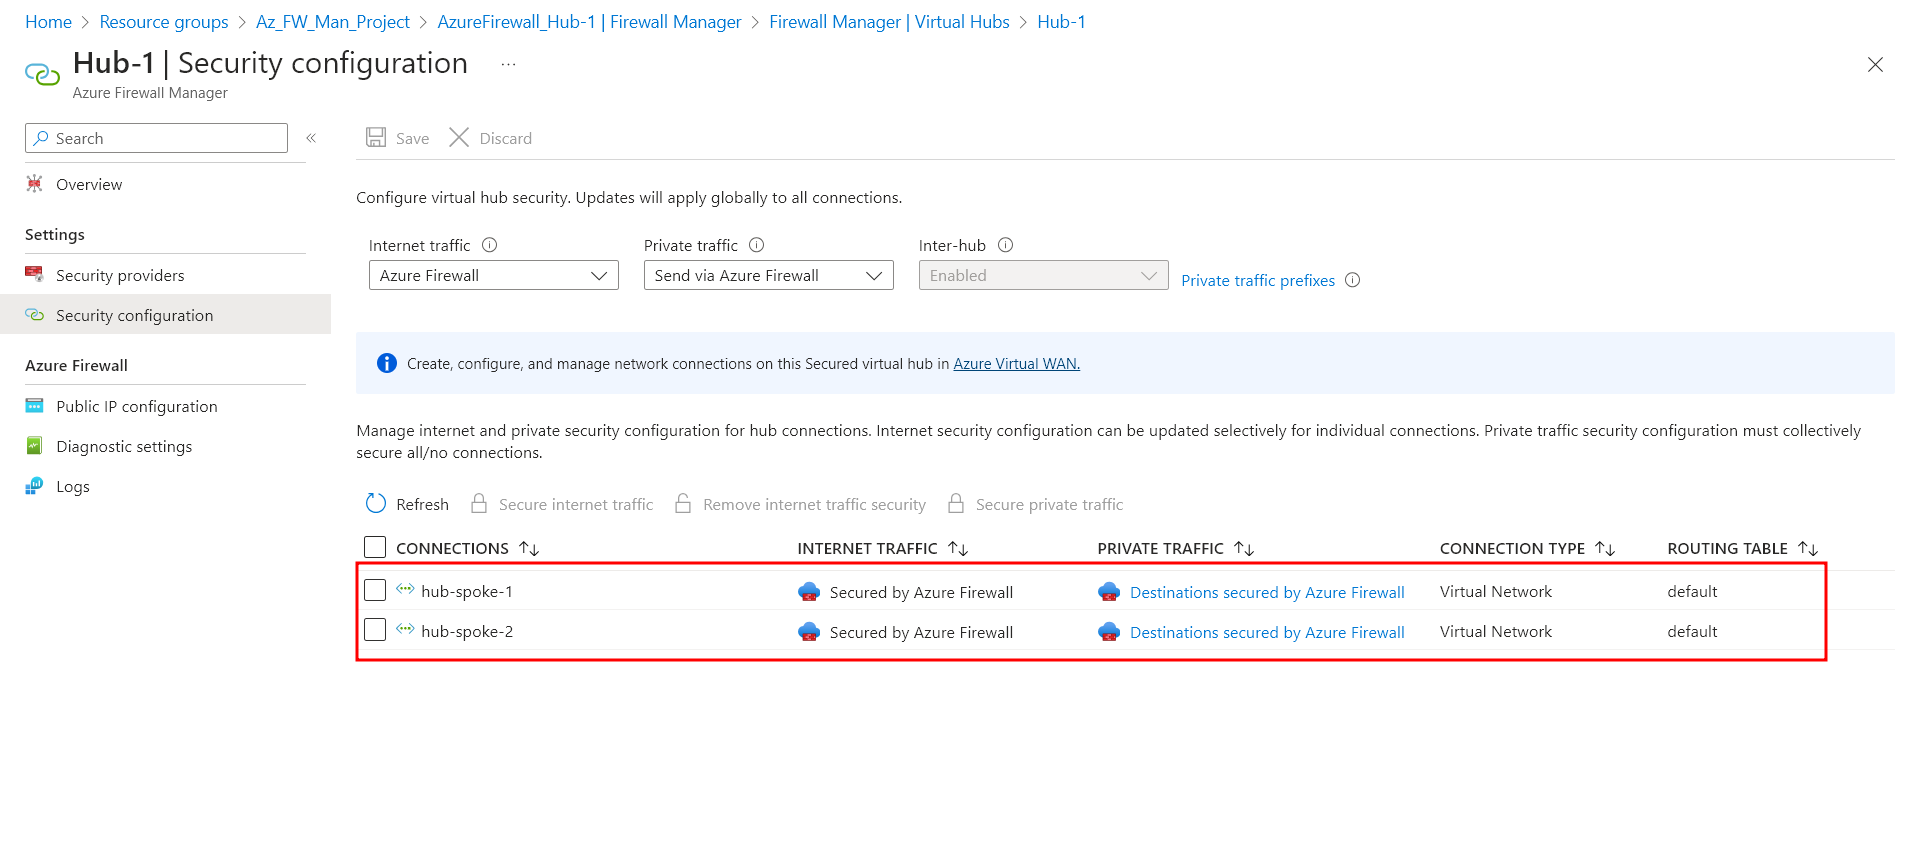 Home > Resource groups > Az_FW_Man_Project > AzureFirewall_Hub-1 | Firewall Manager > Firewall Manager | Virtual Hubs > Hub-1
Hub-1 | Security configuration ...
Azure Firewall Manager
Search «
Save Discard
Overview
Configure virtual hub security. Updates will apply globally to all connections.
Settings
Security providers
Security configuration
Azure Firewall
Public IP configuration
Diagnostic settings
Logs
Internet traffic Private traffic Inter-hub
Azure Firewall Send via Azure Firewall Enabled Private traffic prefixes
Create, configure, and manage network connections on this Secured virtual hub in Azure Virtual WAN.
Manage internet and private security configuration for hub connections. Internet security configuration can be updated selectively for individual connections. Private traffic security configuration must collectively
secure all/no connections.
Refresh Secure internet traffic Remove internet traffic security Secure private traffic
CONNECTIONS ↑↓ INTERNET TRAFFIC ↑↓ PRIVATE TRAFFIC ↑↓ CONNECTION TYPE ↑↓ ROUTING TABLE ↑↓
hub-spoke-1 Secured by Azure Firewall Destinations secured by Azure Firewall Virtual Network default
hub-spoke-2 Secured by Azure Firewall Destinations secured by Azure Firewall Virtual Network default